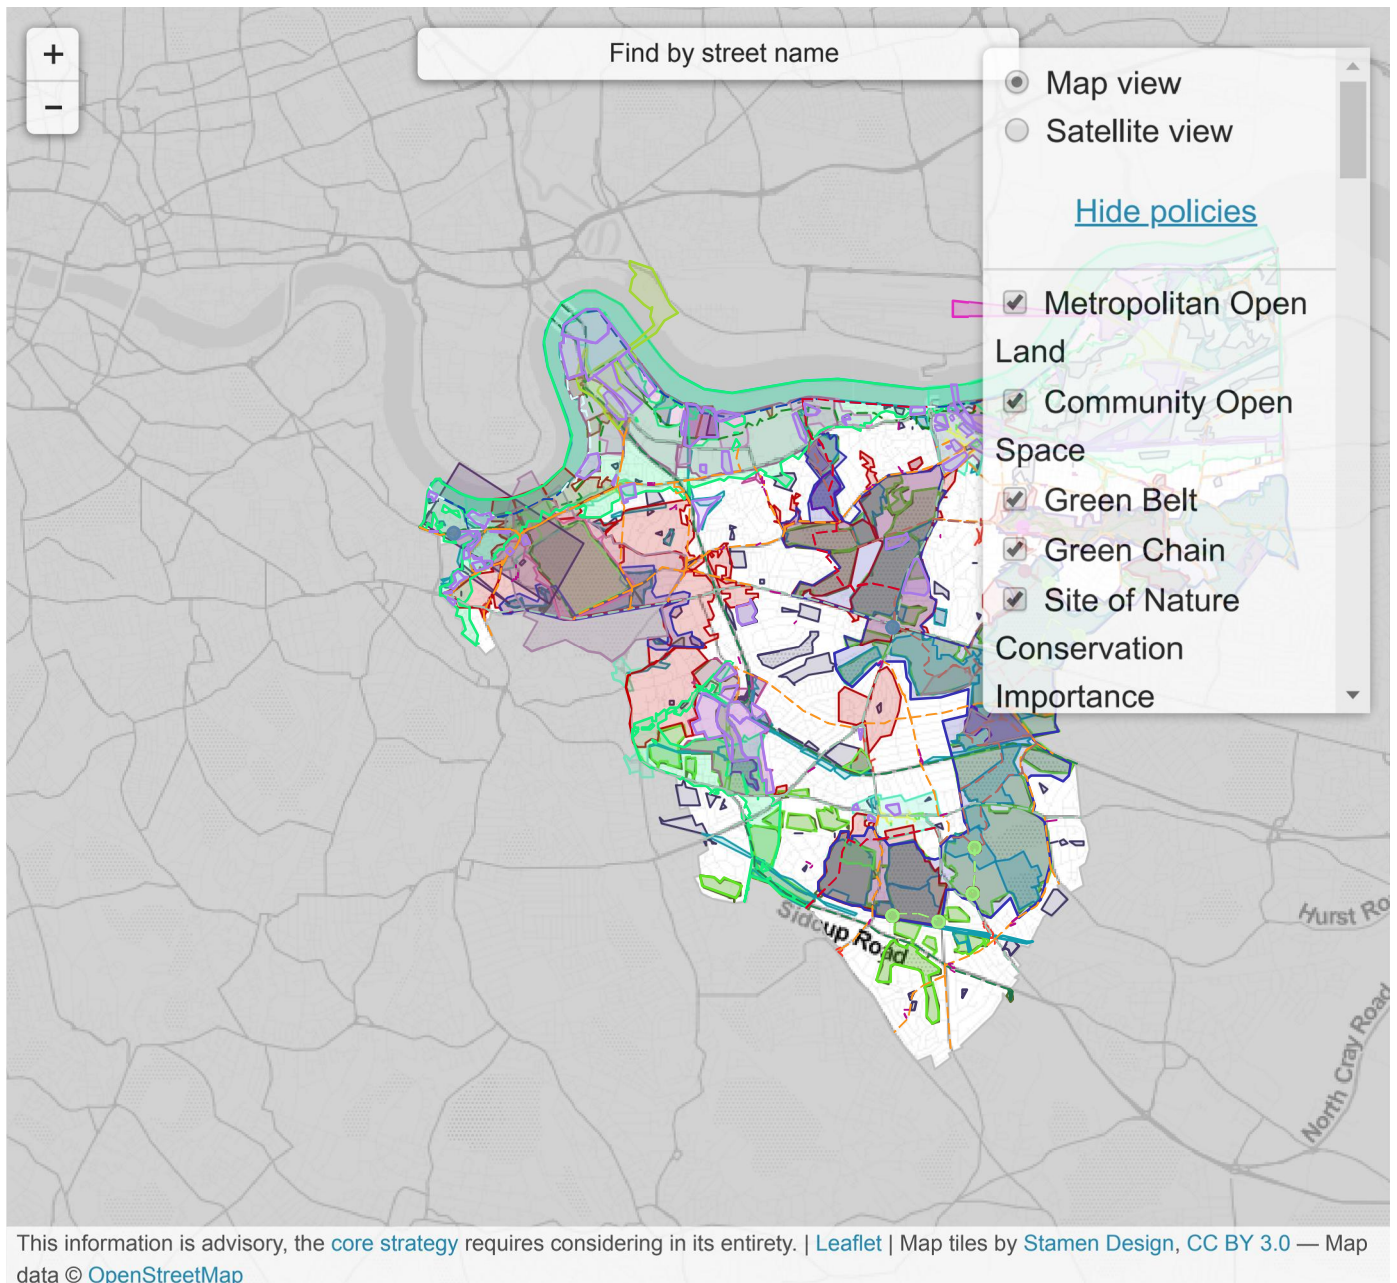 +
Find by street name
−
Map view
Satellite view
Hide policies
Metropolitan Open
Land
Community Open
Space
Green Belt
Green Chain
Site of Nature
Conservation
Importance
Sidcup Road
Hurst Ro
North Cray Road
This information is advisory, the core strategy requires considering in its entirety. | Leaflet | Map tiles by Stamen Design, CC BY 3.0 — Map
data © OpenStreetMap